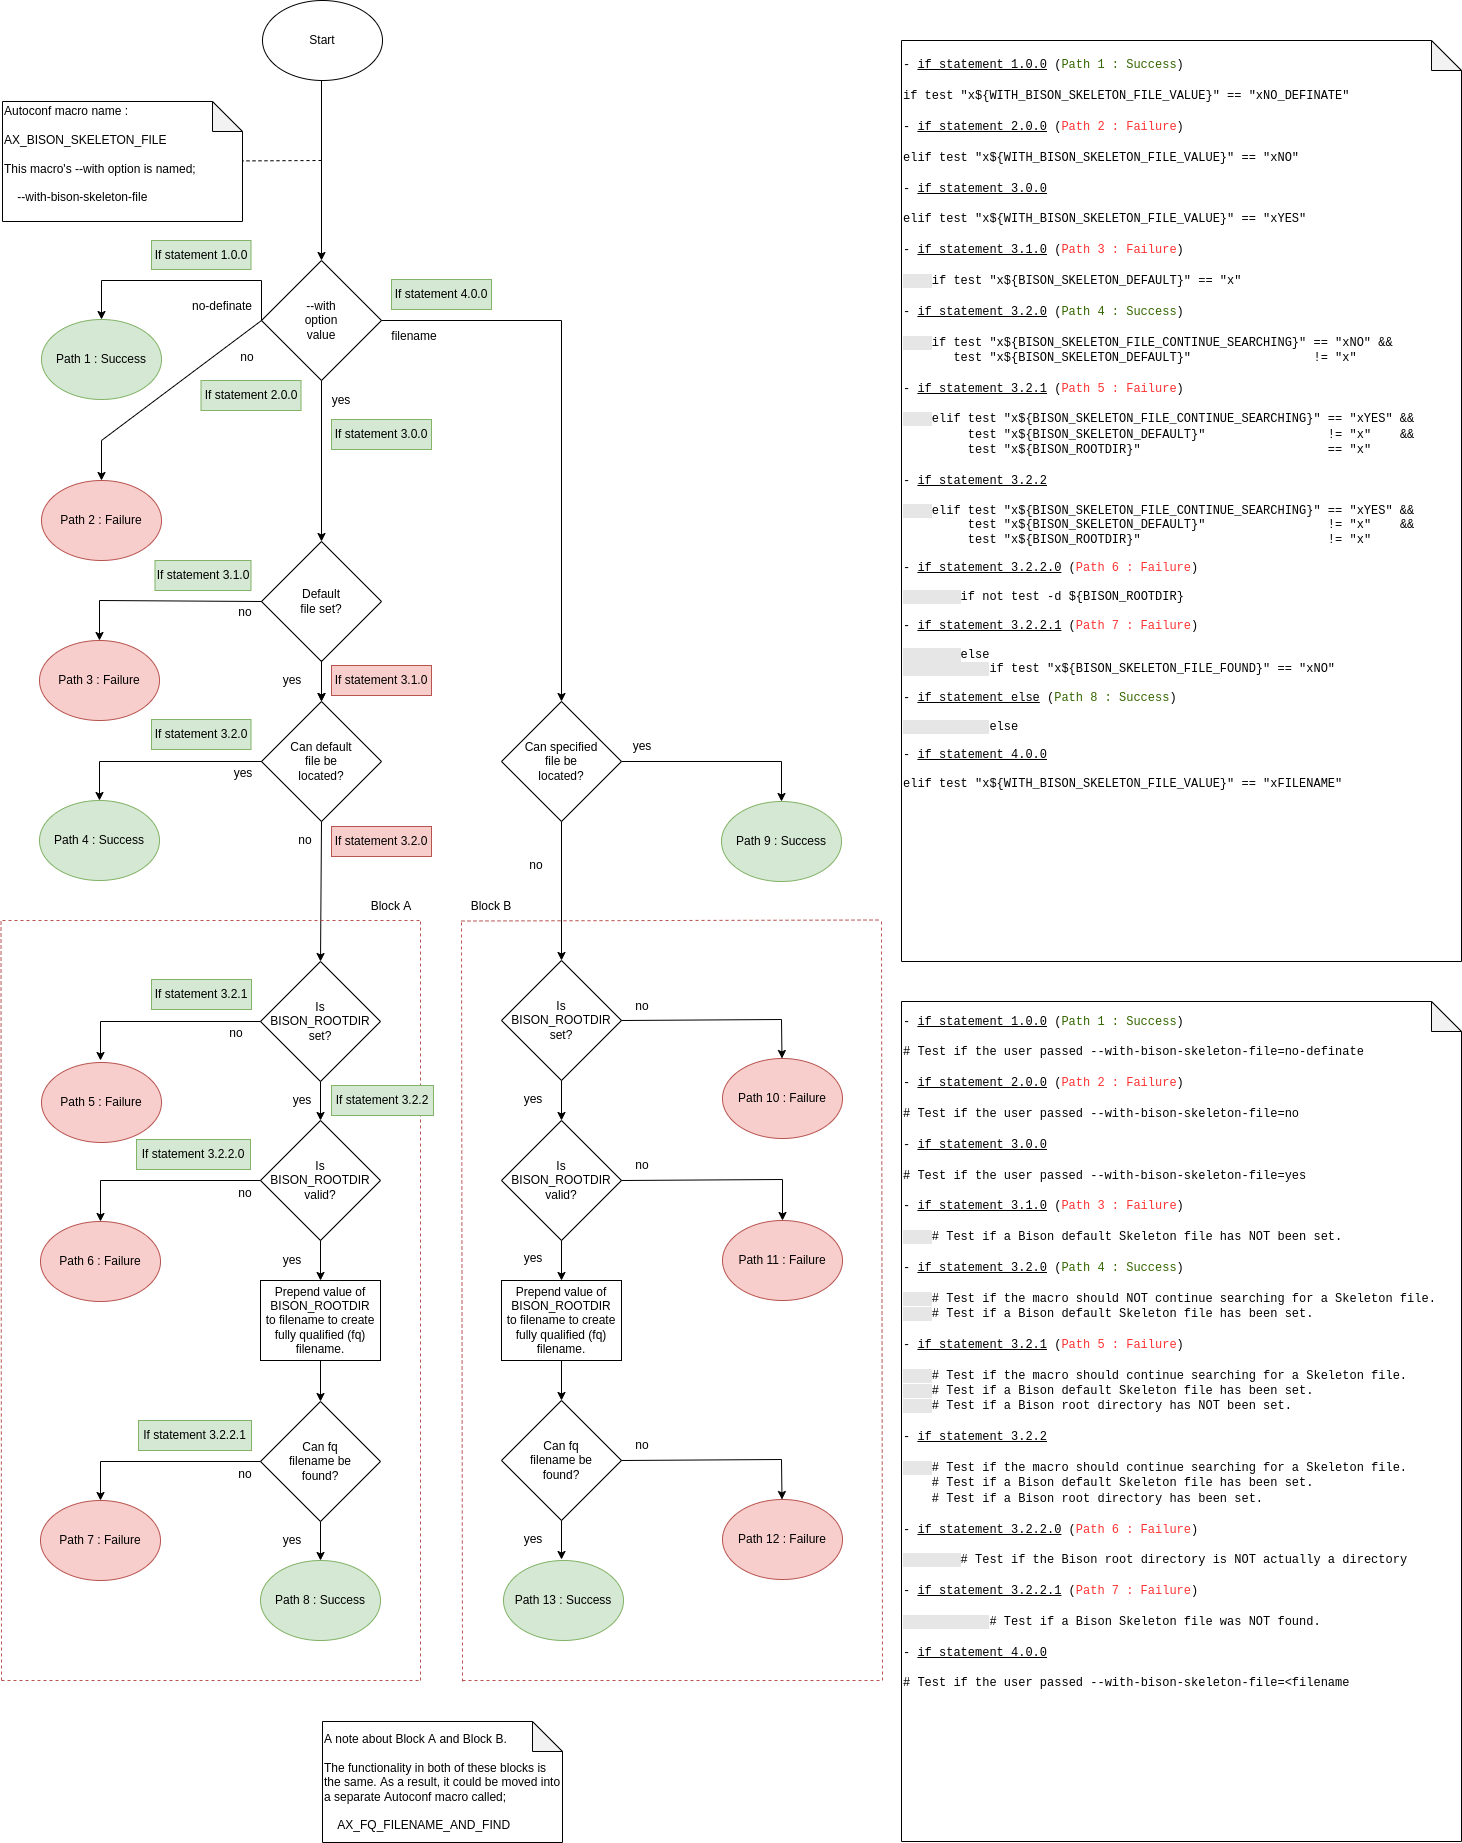 Start
Autoconf macro name :
AX_BISON_SKELETON_FILE
This macro's --with option is named;
--with-bison-skeleton-file
If statement 1.0.0
no-definate
Path 1 : Success
--with
option
value
If statement 4.0.0
filename
no
If statement 2.0.0
yes
If statement 3.0.0
Path 2 : Failure
If statement 3.1.0
no
Default
file set?
Path 3 : Failure
yes
If statement 3.1.0
If statement 3.2.0
yes
Can default
file be
located?
Can specified
file be
located?
yes
Path 4 : Success
no
If statement 3.2.0
Path 9 : Success
no
Block A
Block B
If statement 3.2.1
no
Is
BISON_ROOTDIR
set?
Path 5 : Failure
yes
If statement 3.2.2
If statement 3.2.2.0
no
Is
BISON_ROOTDIR
valid?
Path 6 : Failure
yes
Prepend value of
BISON_ROOTDIR
to filename to create
fully qualified (fq)
filename.
If statement 3.2.2.1
no
Can fq
filename be
found?
Path 7 : Failure
yes
Path 8 : Success
Is
BISON_ROOTDIR
set?
no
Path 10 : Failure
yes
Is
BISON_ROOTDIR
valid?
no
Path 11 : Failure
yes
Prepend value of
BISON_ROOTDIR
to filename to create
fully qualified (fq)
filename.
Can fq
filename be
found?
no
Path 12 : Failure
yes
Path 13 : Success
A note about Block A and Block B.
The functionality in both of these blocks is
the same. As a result, it could be moved into
a separate Autoconf macro called;
AX_FQ_FILENAME_AND_FIND
- if statement 1.0.0 (Path 1 : Success)
if test "x${WITH_BISON_SKELETON_FILE_VALUE}" == "xNO_DEFINATE"
- if statement 2.0.0 (Path 2 : Failure)
elif test "x${WITH_BISON_SKELETON_FILE_VALUE}" == "xNO"
- if statement 3.0.0
elif test "x${WITH_BISON_SKELETON_FILE_VALUE}" == "xYES"
- if statement 3.1.0 (Path 3 : Failure)
if test "x${BISON_SKELETON_DEFAULT}" == "x"
- if statement 3.2.0 (Path 4 : Success)
if test "x${BISON_SKELETON_FILE_CONTINUE_SEARCHING}" == "xNO" &&
test "x${BISON_SKELETON_DEFAULT}" != "x"
- if statement 3.2.1 (Path 5 : Failure)
elif test "x${BISON_SKELETON_FILE_CONTINUE_SEARCHING}" == "xYES" &&
test "x${BISON_SKELETON_DEFAULT}" != "x" &&
test "x${BISON_ROOTDIR}" == "x"
- if statement 3.2.2
elif test "x${BISON_SKELETON_FILE_CONTINUE_SEARCHING}" == "xYES" &&
test "x${BISON_SKELETON_DEFAULT}" != "x" &&
test "x${BISON_ROOTDIR}" != "x"
- if statement 3.2.2.0 (Path 6 : Failure)
if not test -d ${BISON_ROOTDIR}
- if statement 3.2.2.1 (Path 7 : Failure)
else
if test "x${BISON_SKELETON_FILE_FOUND}" == "xNO"
- if statement else (Path 8 : Success)
else
- if statement 4.0.0
elif test "x${WITH_BISON_SKELETON_FILE_VALUE}" == "xFILENAME"
- if statement 1.0.0 (Path 1 : Success)
# Test if the user passed --with-bison-skeleton-file=no-definate
- if statement 2.0.0 (Path 2 : Failure)
# Test if the user passed --with-bison-skeleton-file=no
- if statement 3.0.0
# Test if the user passed --with-bison-skeleton-file=yes
- if statement 3.1.0 (Path 3 : Failure)
# Test if a Bison default Skeleton file has NOT been set.
- if statement 3.2.0 (Path 4 : Success)
# Test if the macro should NOT continue searching for a Skeleton file.
# Test if a Bison default Skeleton file has been set.
- if statement 3.2.1 (Path 5 : Failure)
# Test if the macro should continue searching for a Skeleton file.
# Test if a Bison default Skeleton file has been set.
# Test if a Bison root directory has NOT been set.
- if statement 3.2.2
# Test if the macro should continue searching for a Skeleton file.
# Test if a Bison default Skeleton file has been set.
# Test if a Bison root directory has been set.
- if statement 3.2.2.0 (Path 6 : Failure)
# Test if the Bison root directory is NOT actually a directory
- if statement 3.2.2.1 (Path 7 : Failure)
# Test if a Bison Skeleton file was NOT found.
- if statement 4.0.0
# Test if the user passed --with-bison-skeleton-file=<filename